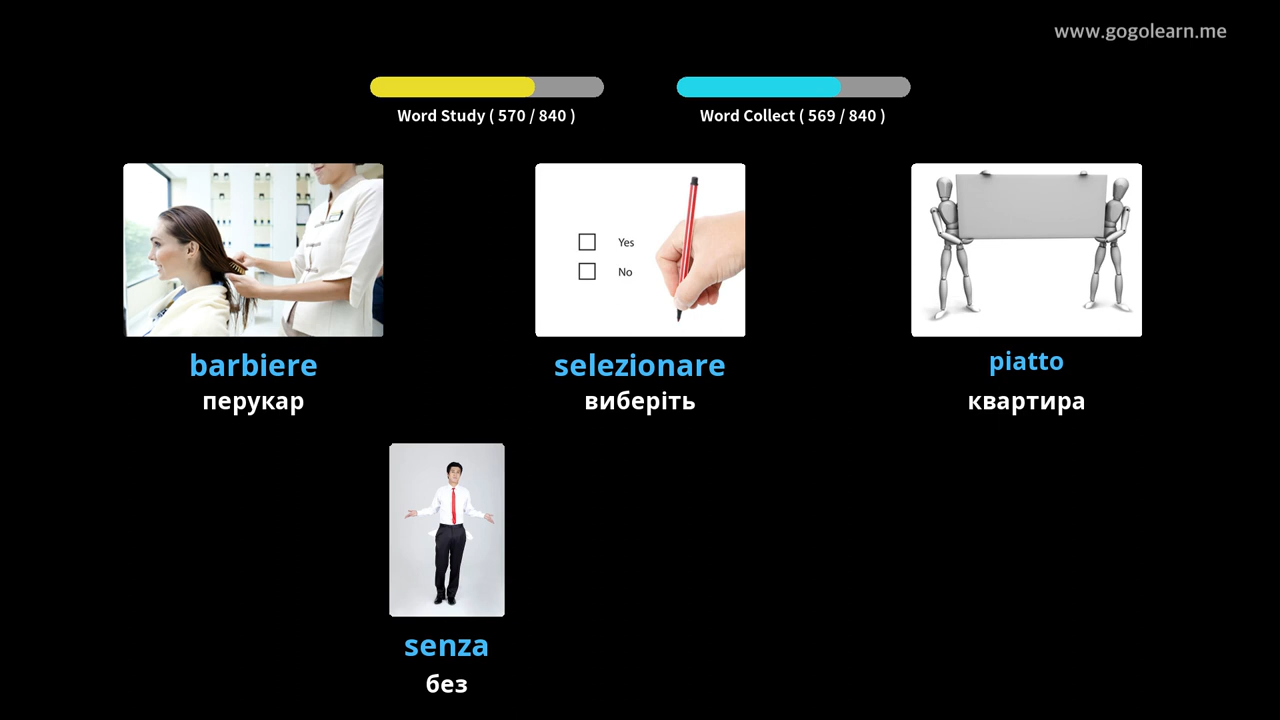 www.gogolearn.me
Word Study ( 570 / 840 )
Word Collect ( 569 / 840 )
Yes
No
barbiere
selezionare
piatto
перукар
виберіть
квартира
senza
без